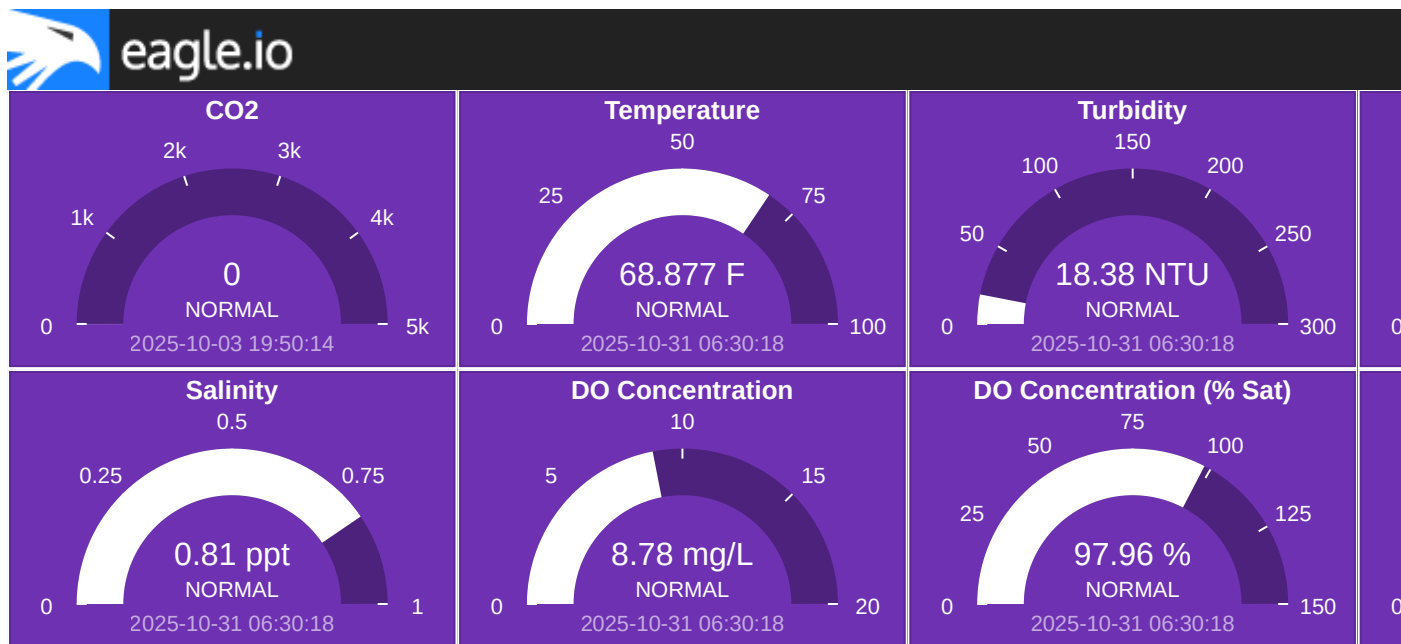 eagle.io
CO2
2k
3k
1k
4k
0
NORMAL
0
5k
2025-10-03 19:50:14
Temperature
50
25
75
68.877 F
NORMAL
0
100
2025-10-31 06:30:18
Turbidity
150
100
200
50
250
18.38 NTU
NORMAL
0
300
2025-10-31 06:30:18
0
Salinity
0.5
0.25
0.75
0.81 ppt
NORMAL
0
1
2025-10-31 06:30:18
DO Concentration
10
5
15
8.78 mg/L
NORMAL
0
20
2025-10-31 06:30:18
DO Concentration (% Sat)
75
50
100
25
125
97.96 %
NORMAL
0
150
2025-10-31 06:30:18
0